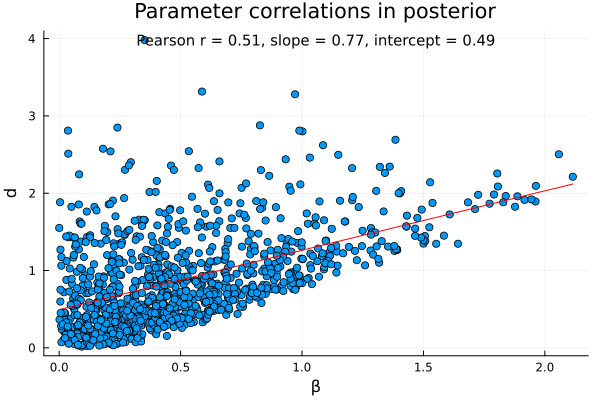 Parameter correlations in posterior
Pearson r = 0.51, slope = 0.77, intercept = 0.49
4
3
2
1
0
d
0.0 0.5 1.0 1.5 2.0
β